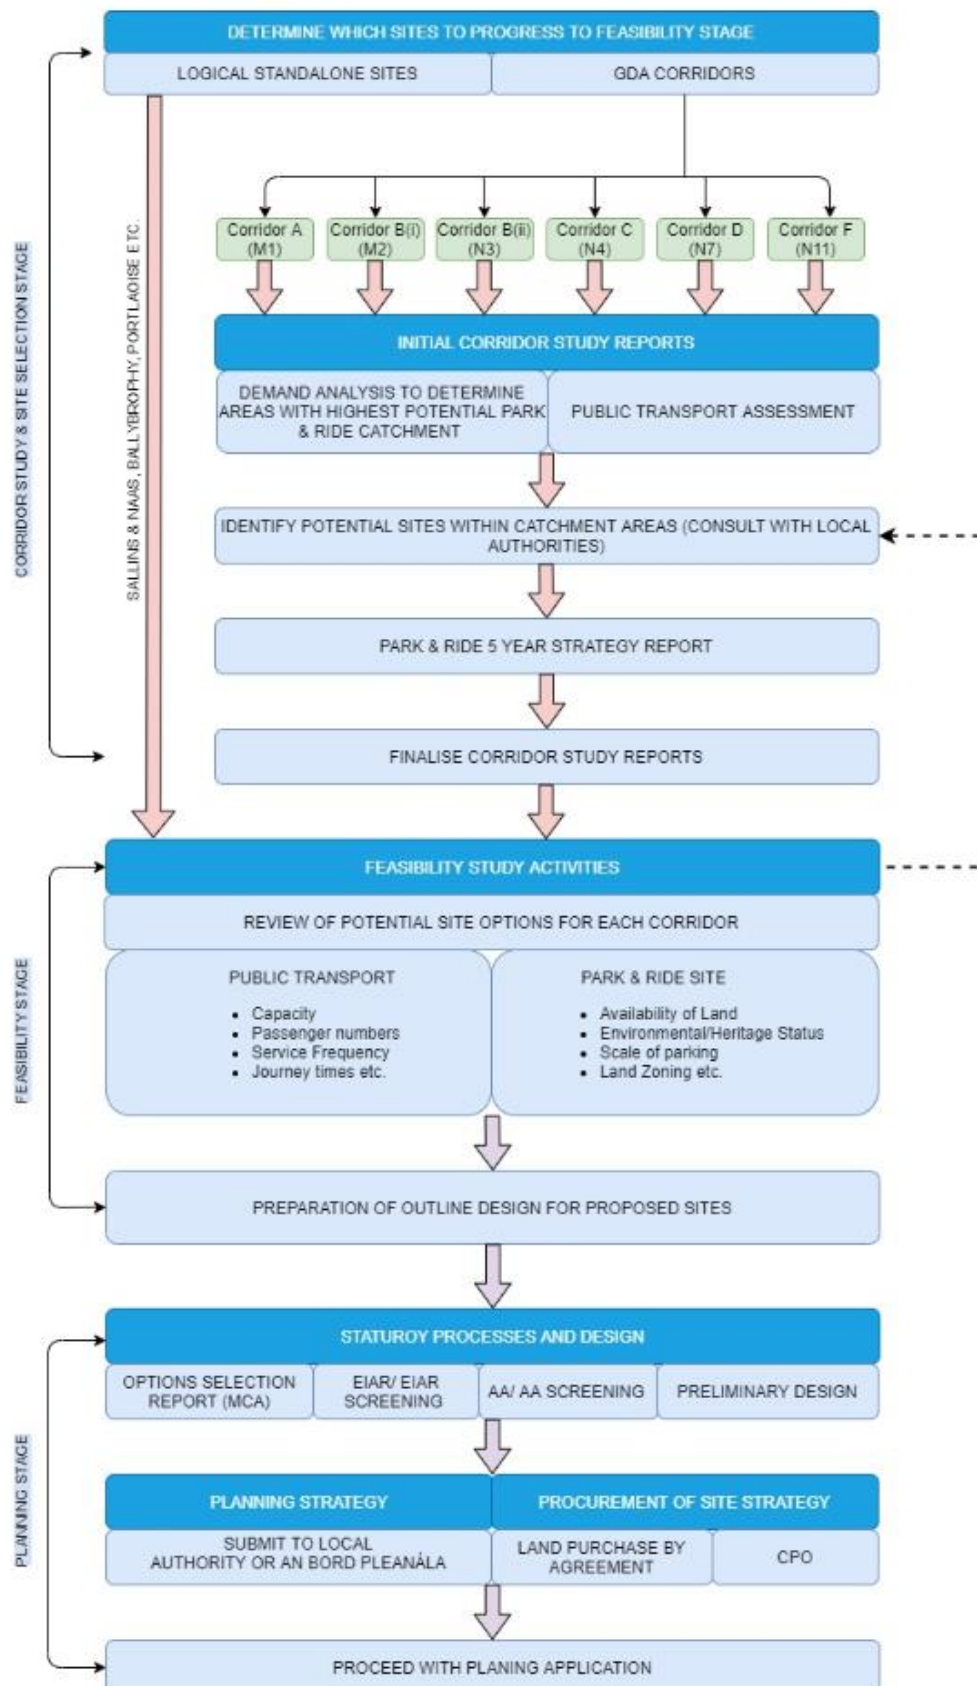 DETERMINE WHICH SITES TO PROGRESS TO FEASIBILITY STAGE
LOGICAL STANDALONE SITES
GDA CORRIDORS
CORRIDOR STUDY & SITE SELECTION STAGE
SALLINS & NAAS, BALLYBROPHY, PORTLAOISE ETC.
Corridor A
(M1)
Corridor B(i)
(M2)
Corridor B(ii)
(N3)
Corridor C
(N4)
Corridor D
(N7)
Corridor F
(N11)
INITIAL CORRIDOR STUDY REPORTS
DEMAND ANALYSIS TO DETERMINE
AREAS WITH HIGHEST POTENTIAL PARK
& RIDE CATCHMENT
PUBLIC TRANSPORT ASSESSMENT
IDENTIFY POTENTIAL SITES WITHIN CATCHMENT AREAS (CONSULT WITH LOCAL
AUTHORITIES)
PARK & RIDE 5 YEAR STRATEGY REPORT
FINALISE CORRIDOR STUDY REPORTS
FEASIBILITY STAGE
FEASIBILITY STUDY ACTIVITIES
REVIEW OF POTENTIAL SITE OPTIONS FOR EACH CORRIDOR
PUBLIC TRANSPORT
• Capacity
• Passenger numbers
• Service Frequency
• Journey times etc.
PARK & RIDE SITE
• Availability of Land
• Environmental/Heritage Status
• Scale of parking
• Land Zoning etc.
PREPARATION OF OUTLINE DESIGN FOR PROPOSED SITES
PLANNING STAGE
STATUROY PROCESSES AND DESIGN
OPTIONS SELECTION
REPORT (MCA)
EIAR/ EIAR
SCREENING
AA/ AA SCREENING
PRELIMINARY DESIGN
PLANNING STRATEGY
SUBMIT TO LOCAL
AUTHORITY OR AN BORD PLEANÁLA
PROCUREMENT OF SITE STRATEGY
LAND PURCHASE BY
AGREEMENT
CPO
PROCEED WITH PLANING APPLICATION